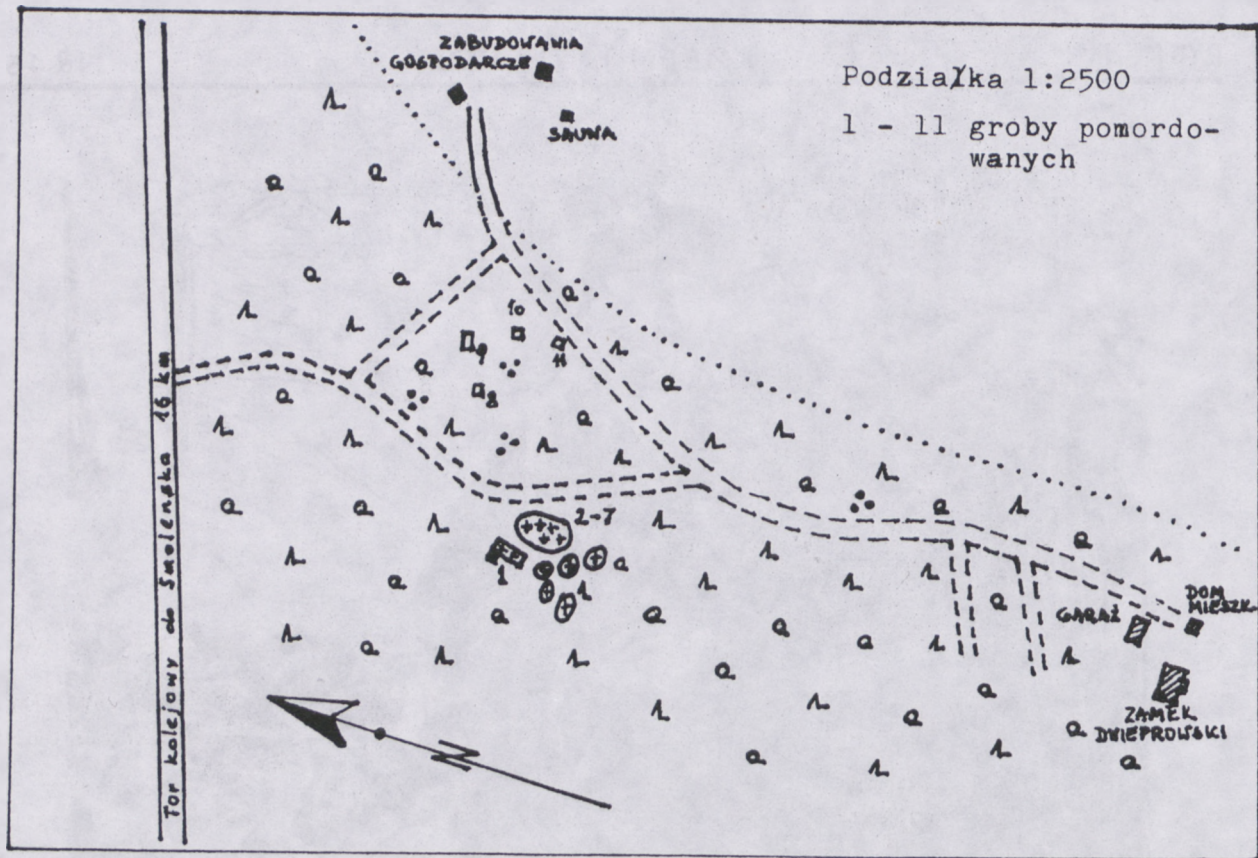 ZABUDOWANIA
GOSPODARCZE
SAUNA
Podziałka 1:2500
1 - 11 groby pomordo-
wanych
10
9
11
8
Tor kolejowy do Smoleńska 16 km
2-7
1
GARAŻ
DOM
MIESZK.
ZAMEK
DNIEPROWSKI
N